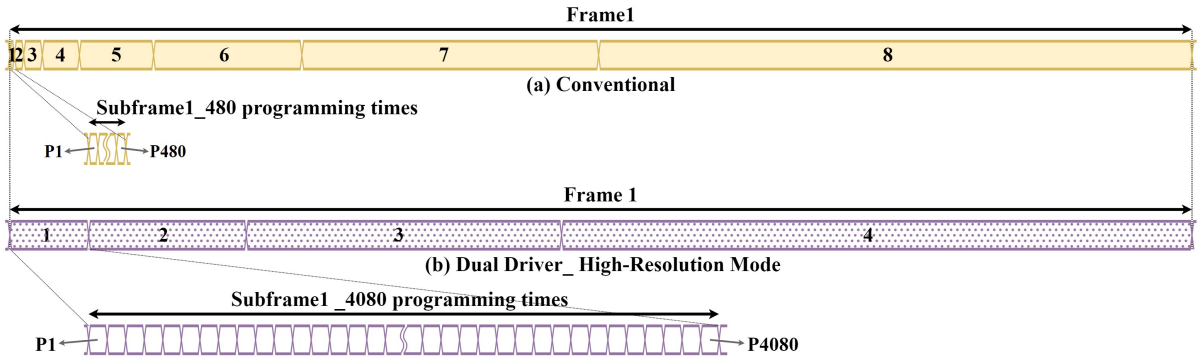 Frame1
1 2 3 4 5 6 7 8
(a) Conventional
Subframe1_480 programming times
P1 P480
Frame 1
1 2 3 4
(b) Dual Driver_ High-Resolution Mode
Subframe1 _4080 programming times
P1 P4080